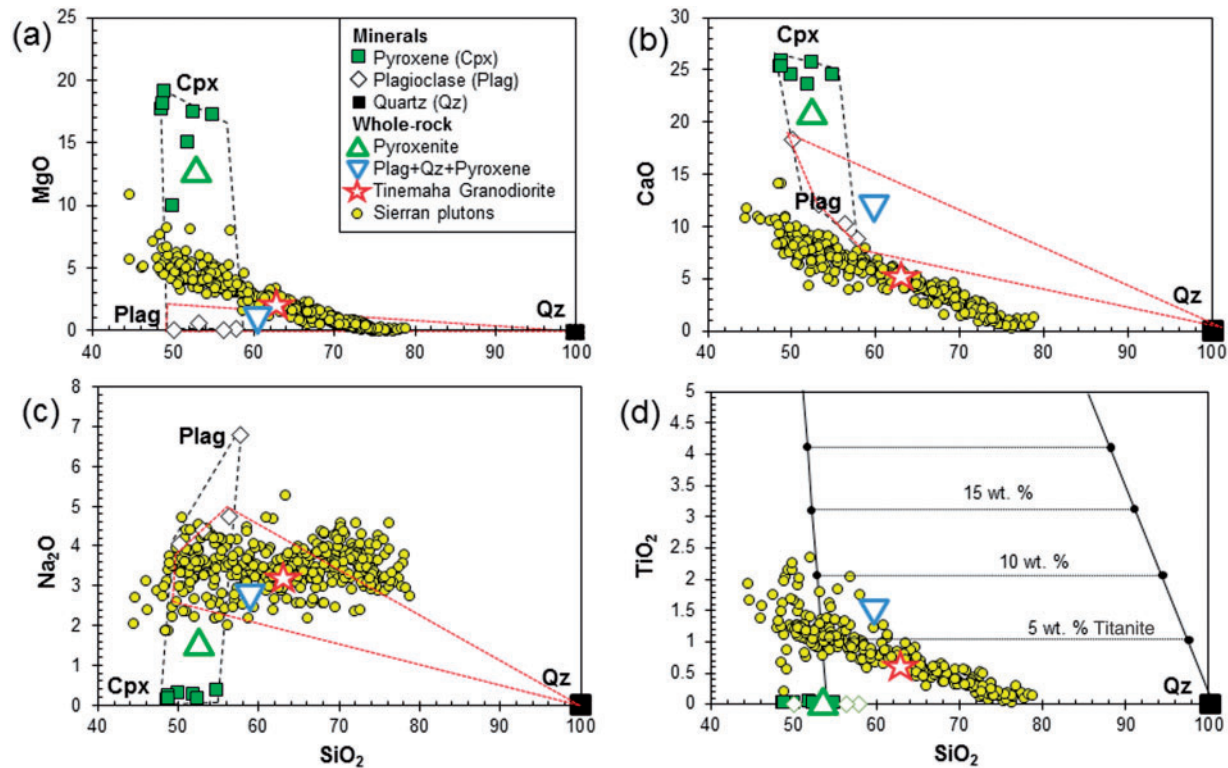 (a)
MgO
25
20
15
10
5
0
40 50 60 70 80 90 100
Cpx
Plag
Qz
Minerals
Pyroxene (Cpx)
Plagioclase (Plag)
Quartz (Qz)
Whole-rock
Pyroxenite
Plag+Qz+Pyroxene
Tinemaha Granodiorite
Sierran plutons
(b)
CaO
30
25
20
15
10
5
0
40 50 60 70 80 90 100
Cpx
Plag
Qz
(c)
Na₂O
8
7
6
5
4
3
2
1
0
40 50 60 70 80 90 100
SiO₂
Plag
Cpx
Qz
(d)
TiO₂
5
4.5
4
3.5
3
2.5
2
1.5
1
0.5
0
40 50 60 70 80 90 100
SiO₂
15 wt. %
10 wt. %
5 wt. % Titanite
Qz